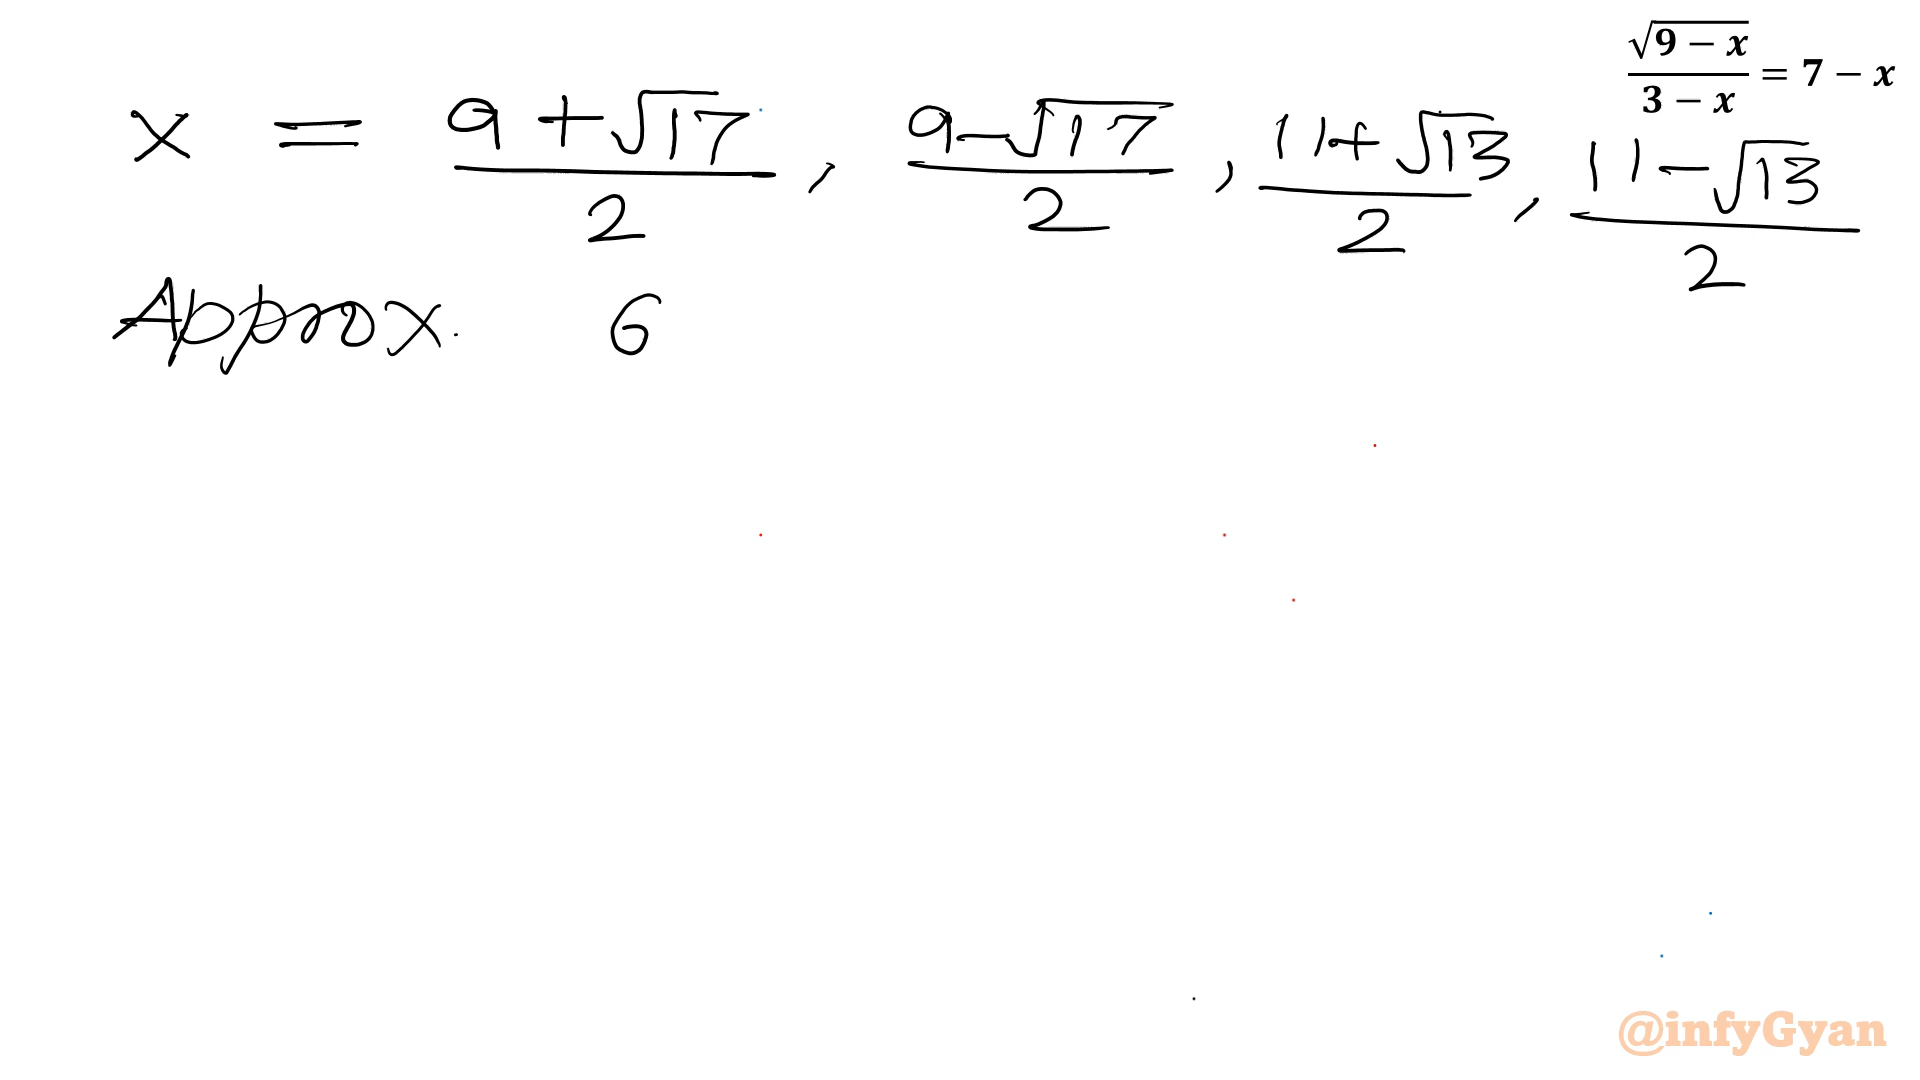 √(9 − x) / (3 − x) = 7 − x
x = (9 + √17)/2 , (9 − √17)/2 , (11 + √13)/2 , (11 − √13)/2
Approx. 6
@infyGyan